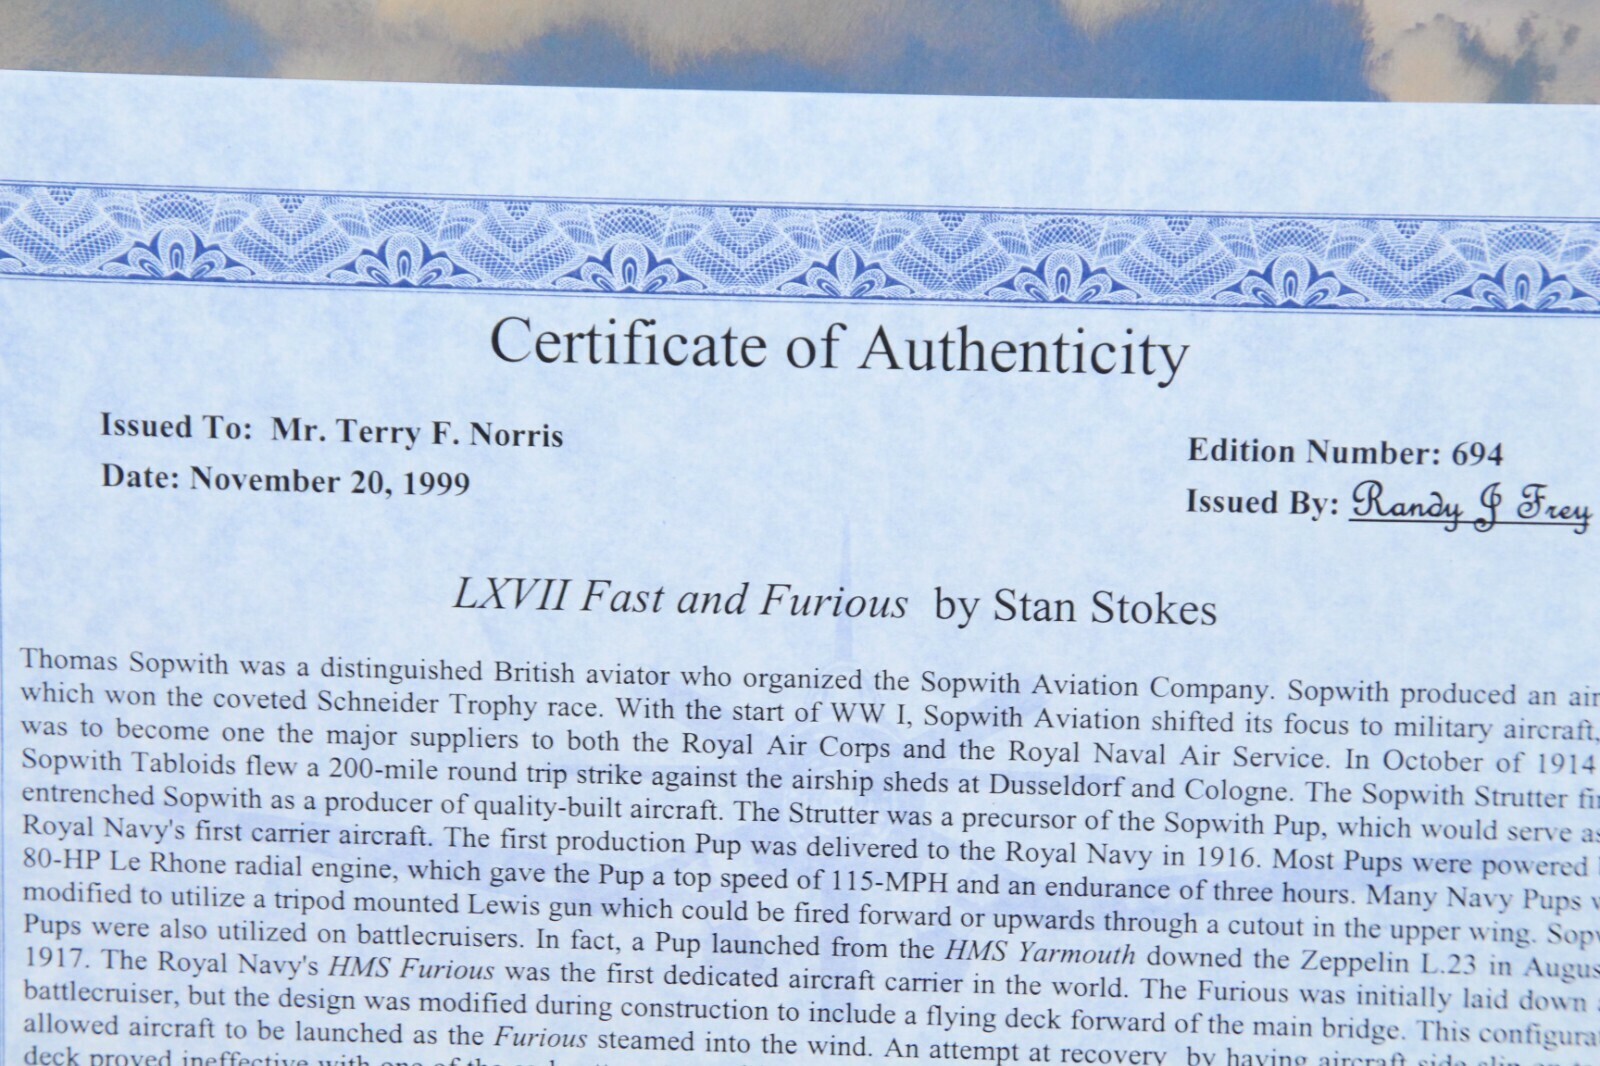 Certificate of Authenticity
Issued To: Mr. Terry F. Norris
Edition Number: 694
Date: November 20, 1999
Issued By: Randy J Frey
LXVII Fast and Furious by Stan Stokes
Thomas Sopwith was a distinguished British aviator who organized the Sopwith Aviation Company. Sopwith produced an air
which won the coveted Schneider Trophy race. With the start of WW I, Sopwith Aviation shifted its focus to military aircraft,
was to become one the major suppliers to both the Royal Air Corps and the Royal Naval Air Service. In October of 1914
Sopwith Tabloids flew a 200-mile round trip strike against the airship sheds at Dusseldorf and Cologne. The Sopwith Strutter fi
entrenched Sopwith as a producer of quality-built aircraft. The Strutter was a precursor of the Sopwith Pup, which would serve as
Royal Navy's first carrier aircraft. The first production Pup was delivered to the Royal Navy in 1916. Most Pups were powered
80-HP Le Rhone radial engine, which gave the Pup a top speed of 115-MPH and an endurance of three hours. Many Navy Pups
modified to utilize a tripod mounted Lewis gun which could be fired forward or upwards through a cutout in the upper wing. Sopw
Pups were also utilized on battlecruisers. In fact, a Pup launched from the HMS Yarmouth downed the Zeppelin L.23 in Augus
1917. The Royal Navy's HMS Furious was the first dedicated aircraft carrier in the world. The Furious was initially laid down
battlecruiser, but the design was modified during construction to include a flying deck forward of the main bridge. This configura
allowed aircraft to be launched as the Furious steamed into the wind. An attempt at recovery by having aircraft side slip on
deck proved ineffective with one of the